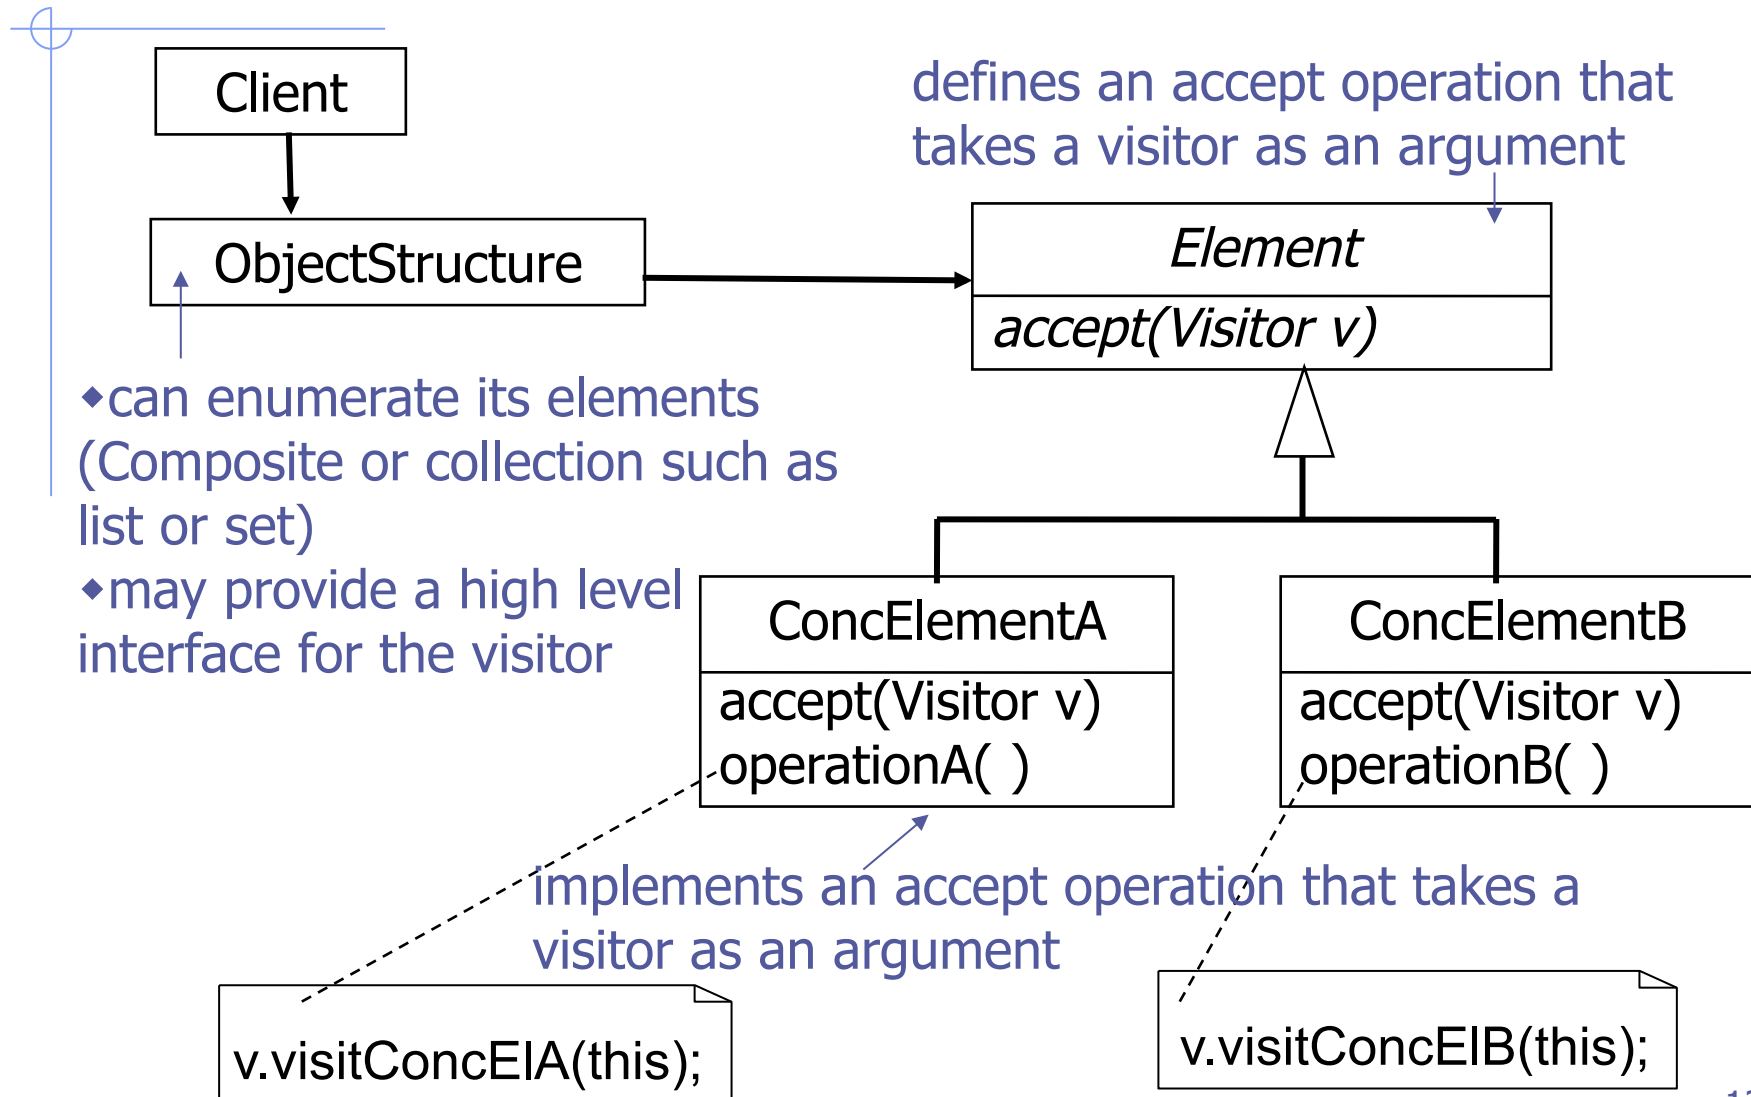 Client
defines an accept operation that
takes a visitor as an argument
ObjectStructure
Element
accept(Visitor v)
◆can enumerate its elements
(Composite or collection such as
list or set)
◆may provide a high level
interface for the visitor
ConcElementA
accept(Visitor v)
operationA( )
ConcElementB
accept(Visitor v)
operationB( )
implements an accept operation that takes a
visitor as an argument
v.visitConcElA(this);
v.visitConcElB(this);